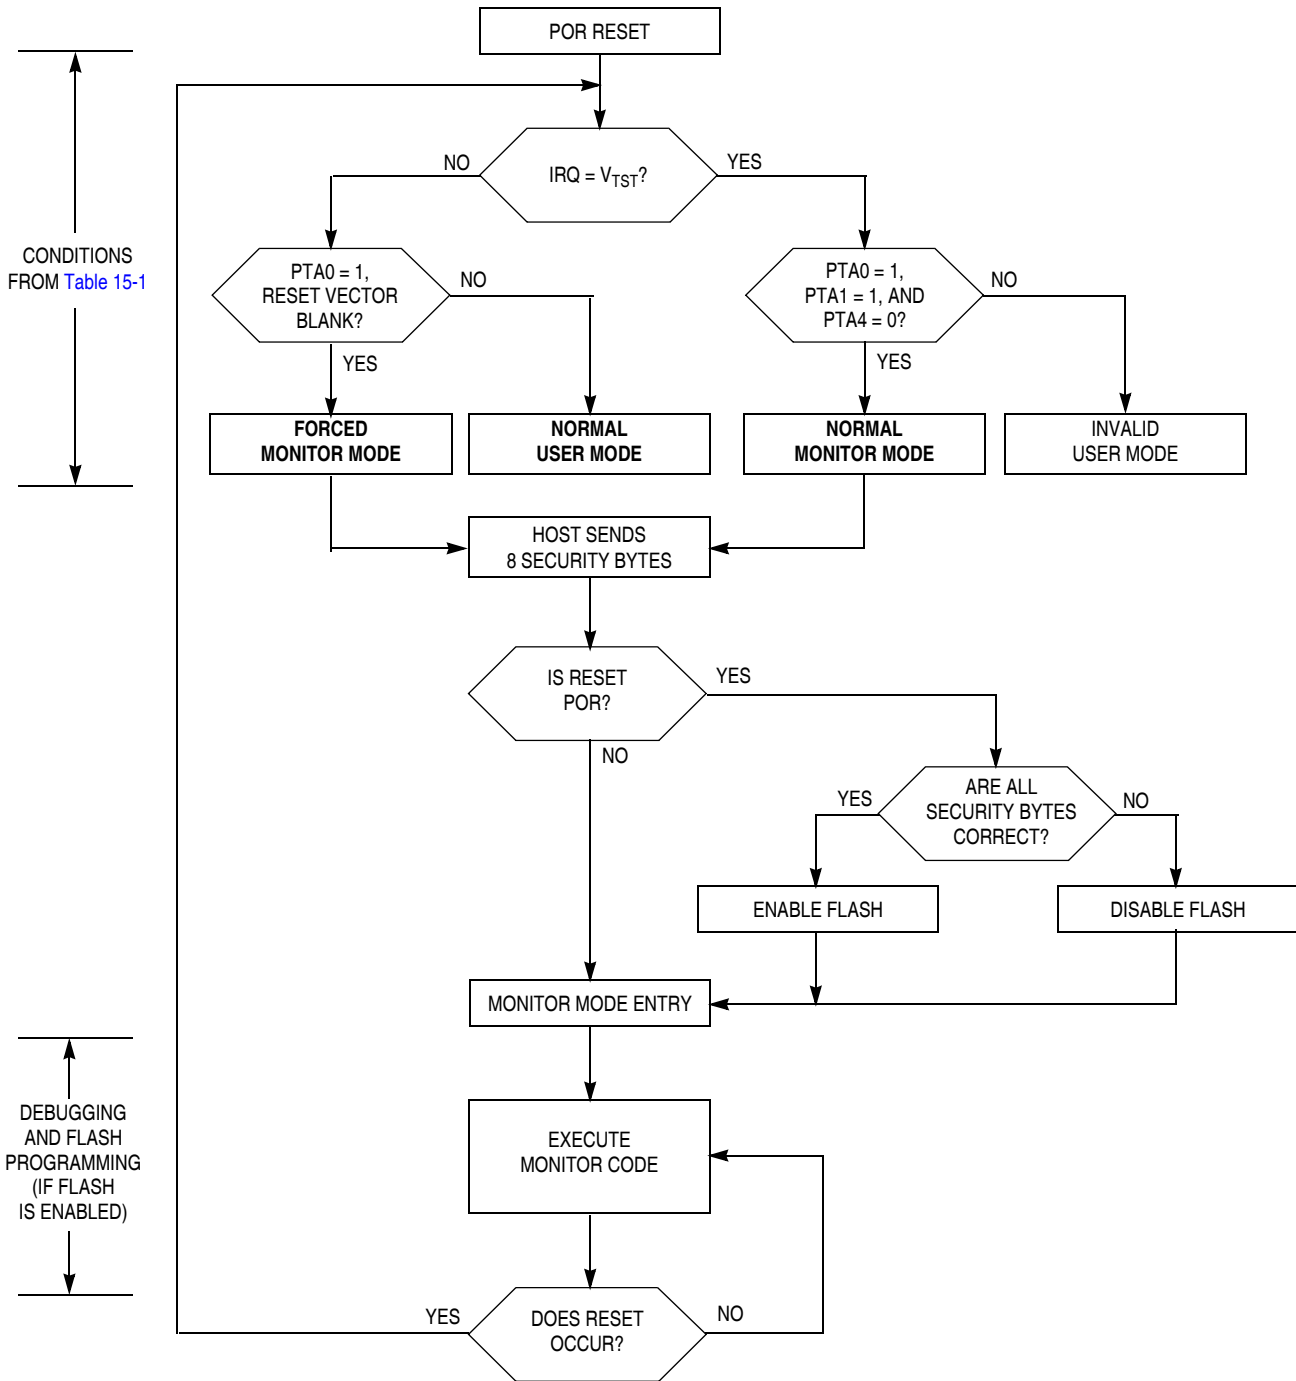 POR RESET
NO
IRQ = VTST?
YES
CONDITIONS
FROM Table 15-1
PTA0 = 1,
RESET VECTOR
BLANK?
NO
YES
PTA0 = 1,
PTA1 = 1, AND
PTA4 = 0?
NO
YES
FORCED
MONITOR MODE
NORMAL
USER MODE
NORMAL
MONITOR MODE
INVALID
USER MODE
HOST SENDS
8 SECURITY BYTES
IS RESET
POR?
YES
NO
YES
ARE ALL
SECURITY BYTES
CORRECT?
NO
ENABLE FLASH
DISABLE FLASH
MONITOR MODE ENTRY
DEBUGGING
AND FLASH
PROGRAMMING
(IF FLASH
IS ENABLED)
EXECUTE
MONITOR CODE
YES
DOES RESET
OCCUR?
NO